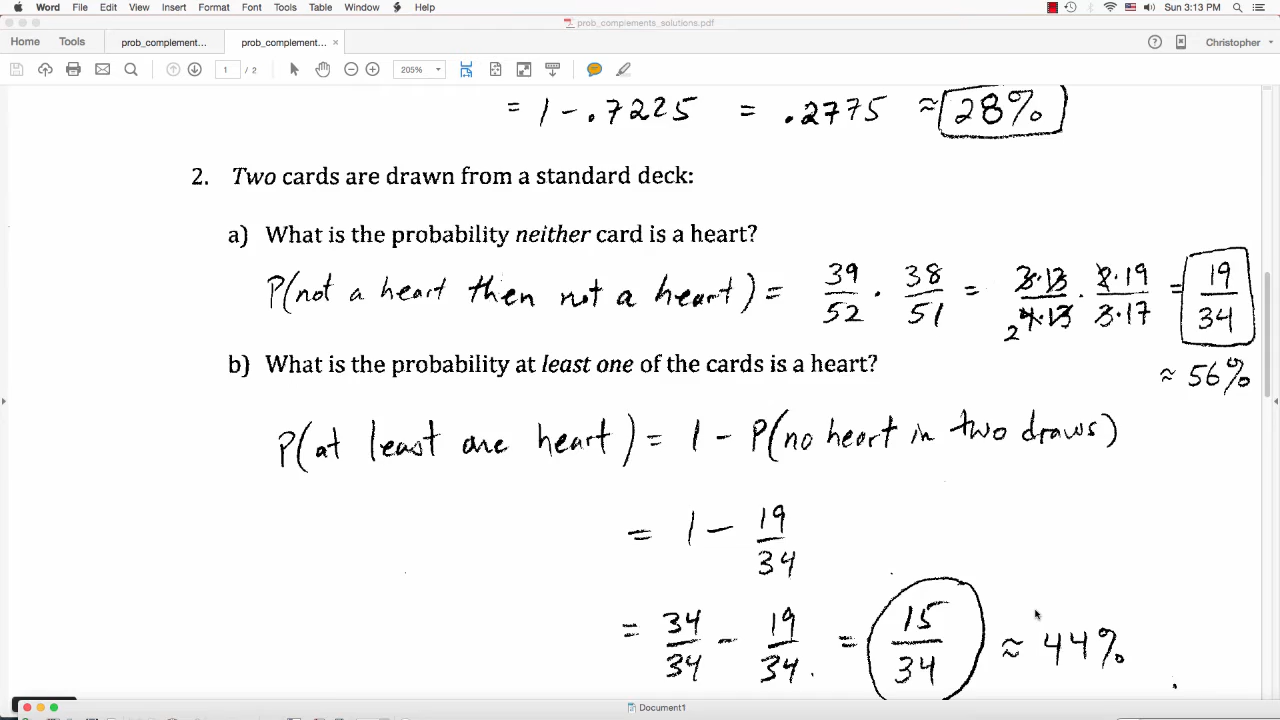 Word File Edit View Insert Format Font Tools Table Window Help Sun 3:13 PM
prob_complements_solutions.pdf
Home Tools prob_complement... prob_complement... × Christopher
1 / 2 205%
= 1 - .7225 = .2775 ≈ 28%
2. Two cards are drawn from a standard deck:
a) What is the probability neither card is a heart?
P(not a heart then not a heart) = 39/52 · 38/51 = 3·13/4·13 · 2·19/3·17 = 19/34
2
≈ 56%
b) What is the probability at least one of the cards is a heart?
P(at least one heart) = 1 - P(no heart in two draws)
= 1 - 19/34
= 34/34 - 19/34 = 15/34 ≈ 44%
Document1